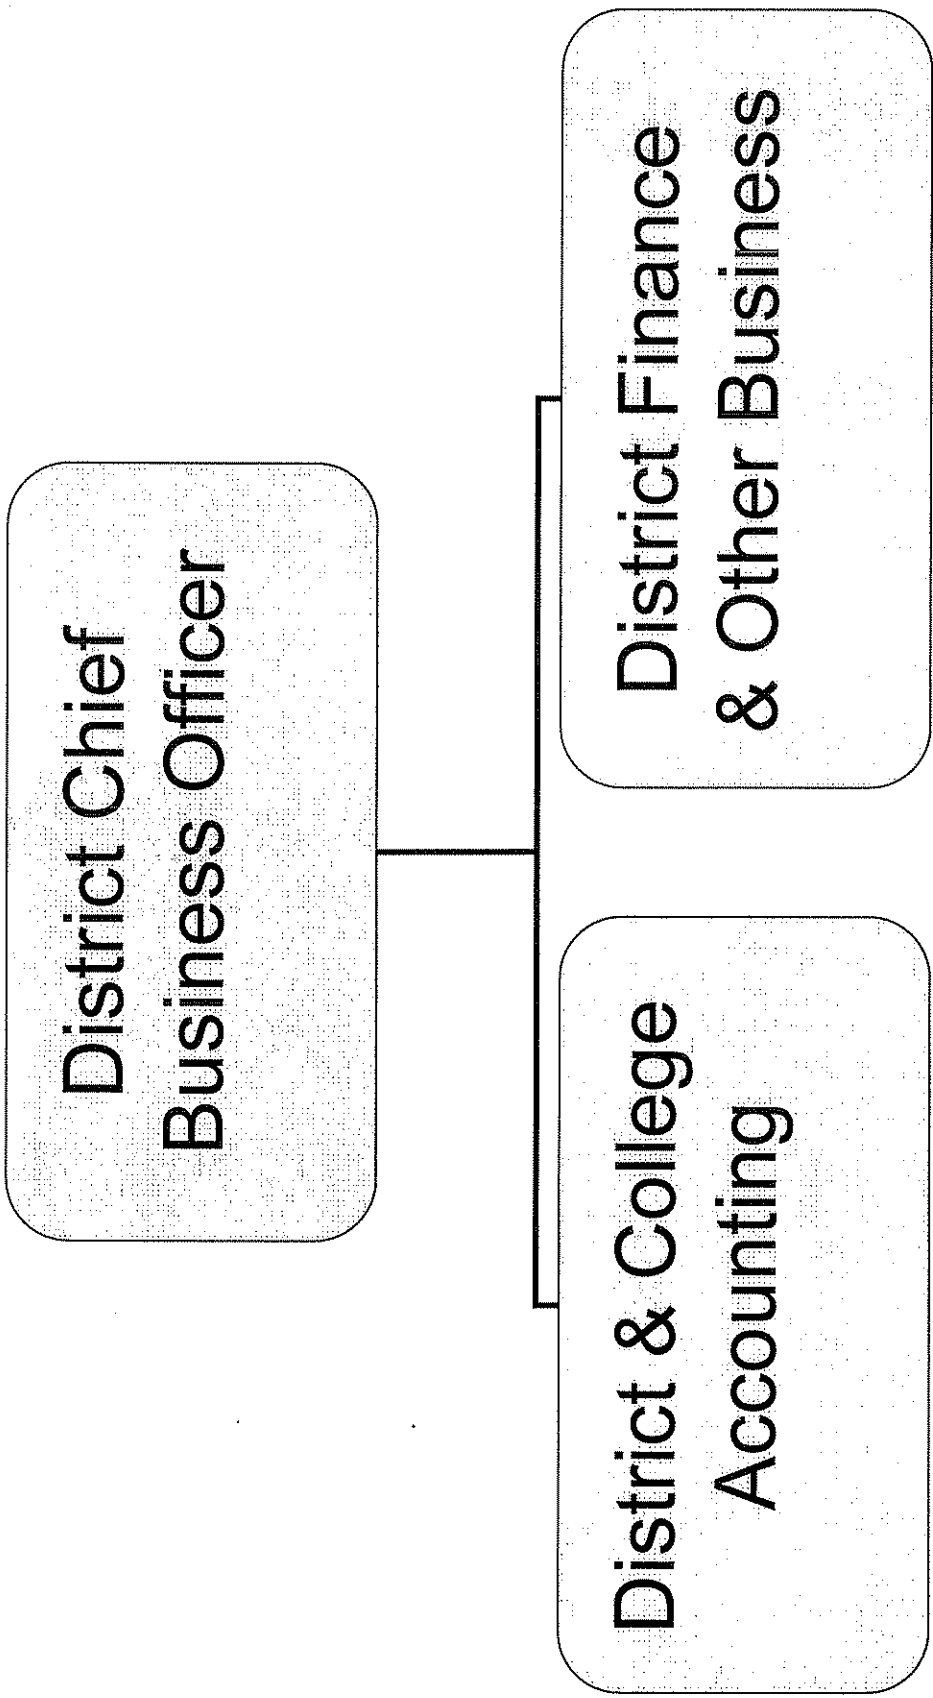 District Chief
Business Officer
District & College
Accounting
District Finance
& Other Business